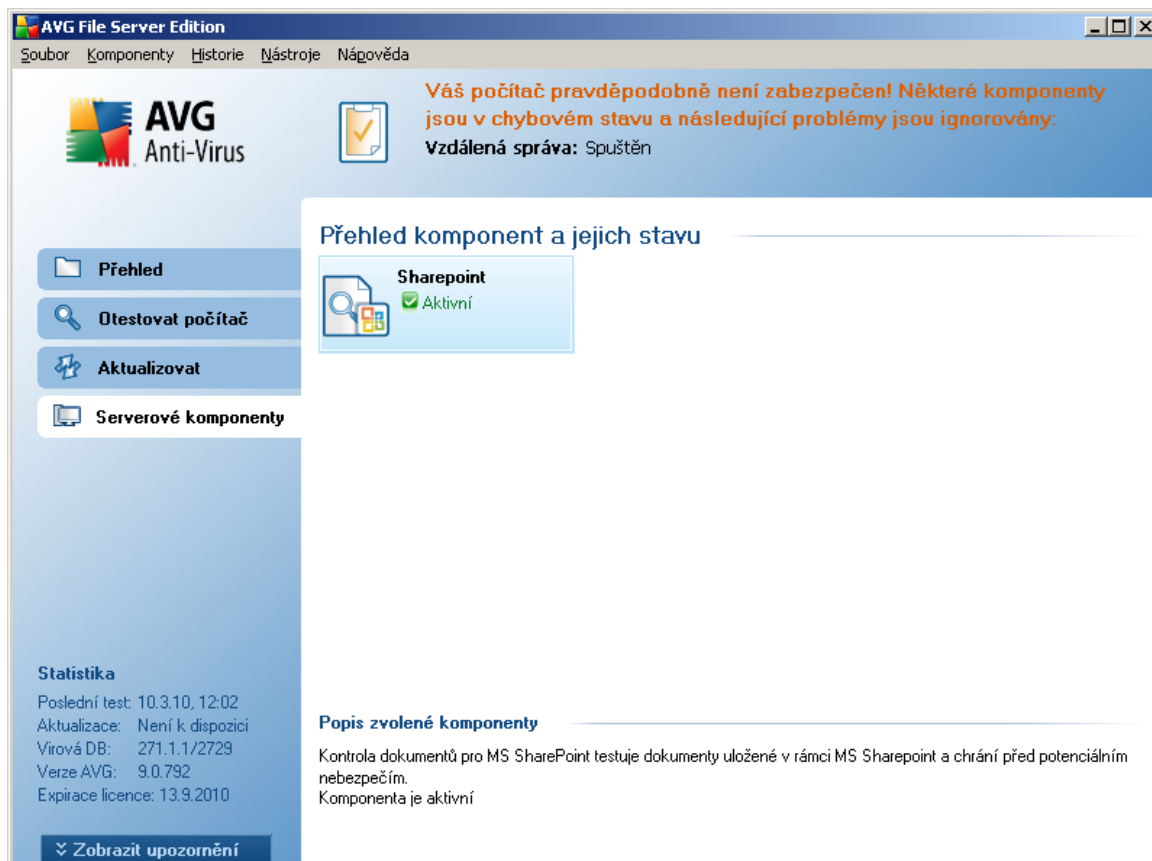 AVG File Server Edition
Soubor Komponenty Historie Nástroje Nápověda
AVG
Anti-Virus
Váš počítač pravděpodobně není zabezpečen! Některé komponenty
jsou v chybovém stavu a následující problémy jsou ignorovány:
Vzdálená správa: Spuštěn
Přehled
Otestovat počítač
Aktualizovat
Serverové komponenty
Přehled komponent a jejich stavu
Sharepoint
Aktivní
Statistika
Poslední test: 10.3.10, 12:02
Aktualizace: Není k dispozici
Virová DB: 271.1.1/2729
Verze AVG: 9.0.792
Expirace licence: 13.9.2010
Zobrazit upozornění
Popis zvolené komponenty
Kontrola dokumentů pro MS SharePoint testuje dokumenty uložené v rámci MS Sharepoint a chrání před potenciálním
nebezpečím.
Komponenta je aktivní